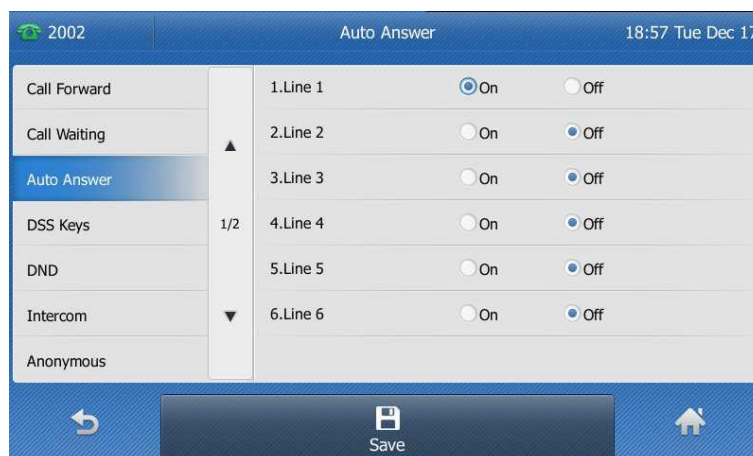 2002
Auto Answer
18:57 Tue Dec 17
Call Forward
Call Waiting
Auto Answer
DSS Keys
DND
Intercom
Anonymous
1/2
1.Line 1 On Off
2.Line 2 On Off
3.Line 3 On Off
4.Line 4 On Off
5.Line 5 On Off
6.Line 6 On Off
Save